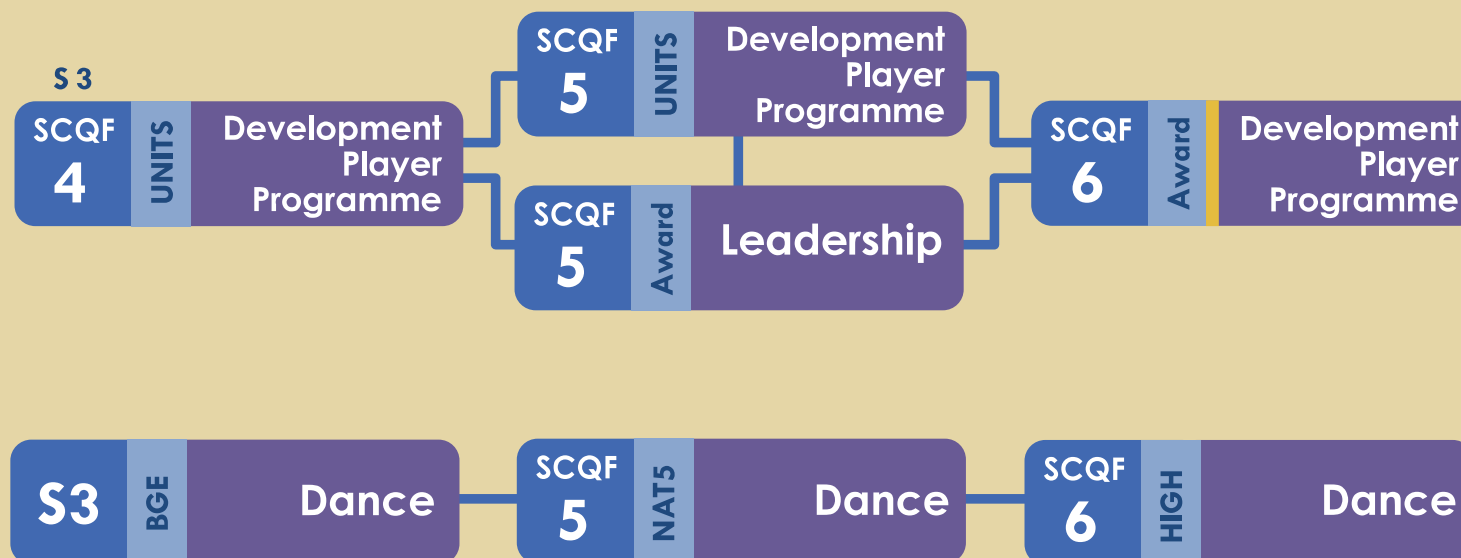 S3
SCQF
4
UNITS
Development
Player
Programme
SCQF
5
UNITS
Development
Player
Programme
SCQF
5
Award
Leadership
SCQF
6
Award
Development
Player
Programme
S3
BGE
Dance
SCQF
5
NAT5
Dance
SCQF
6
HIGH
Dance